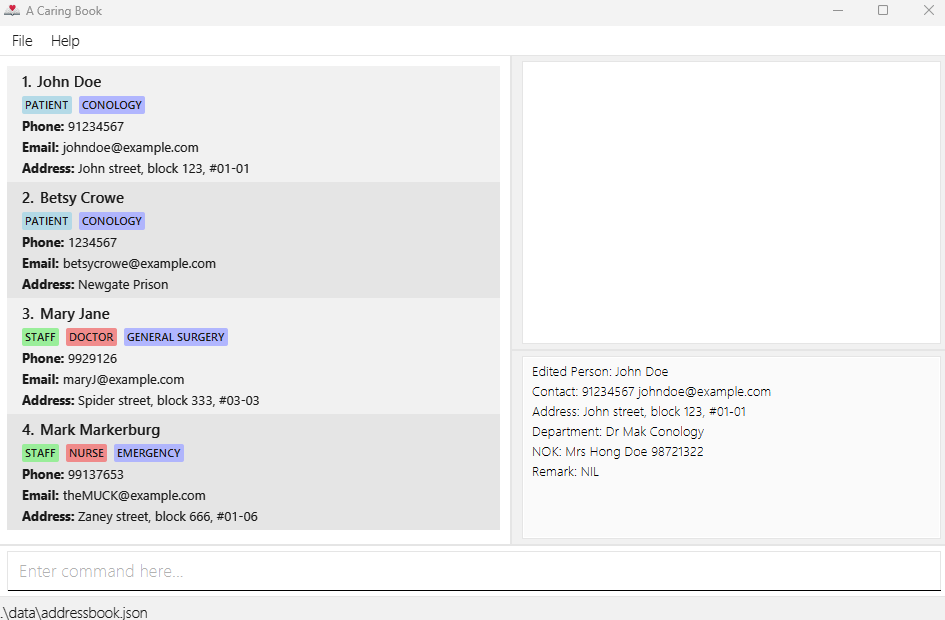 A Caring Book
File Help
1. John Doe
PATIENT CONOLOGY
Phone: 91234567
Email: johndoe@example.com
Address: John street, block 123, #01-01
2. Betsy Crowe
PATIENT CONOLOGY
Phone: 1234567
Email: betsycrowe@example.com
Address: Newgate Prison
3. Mary Jane
STAFF DOCTOR GENERAL SURGERY
Phone: 9929126
Email: maryJ@example.com
Address: Spider street, block 333, #03-03
4. Mark Markerburg
STAFF NURSE EMERGENCY
Phone: 99137653
Email: theMUCK@example.com
Address: Zaney street, block 666, #01-06
Edited Person: John Doe
Contact: 91234567 johndoe@example.com
Address: John street, block 123, #01-01
Department: Dr Mak Conology
NOK: Mrs Hong Doe 98721322
Remark: NIL
Enter command here...
.\data\addressbook.json